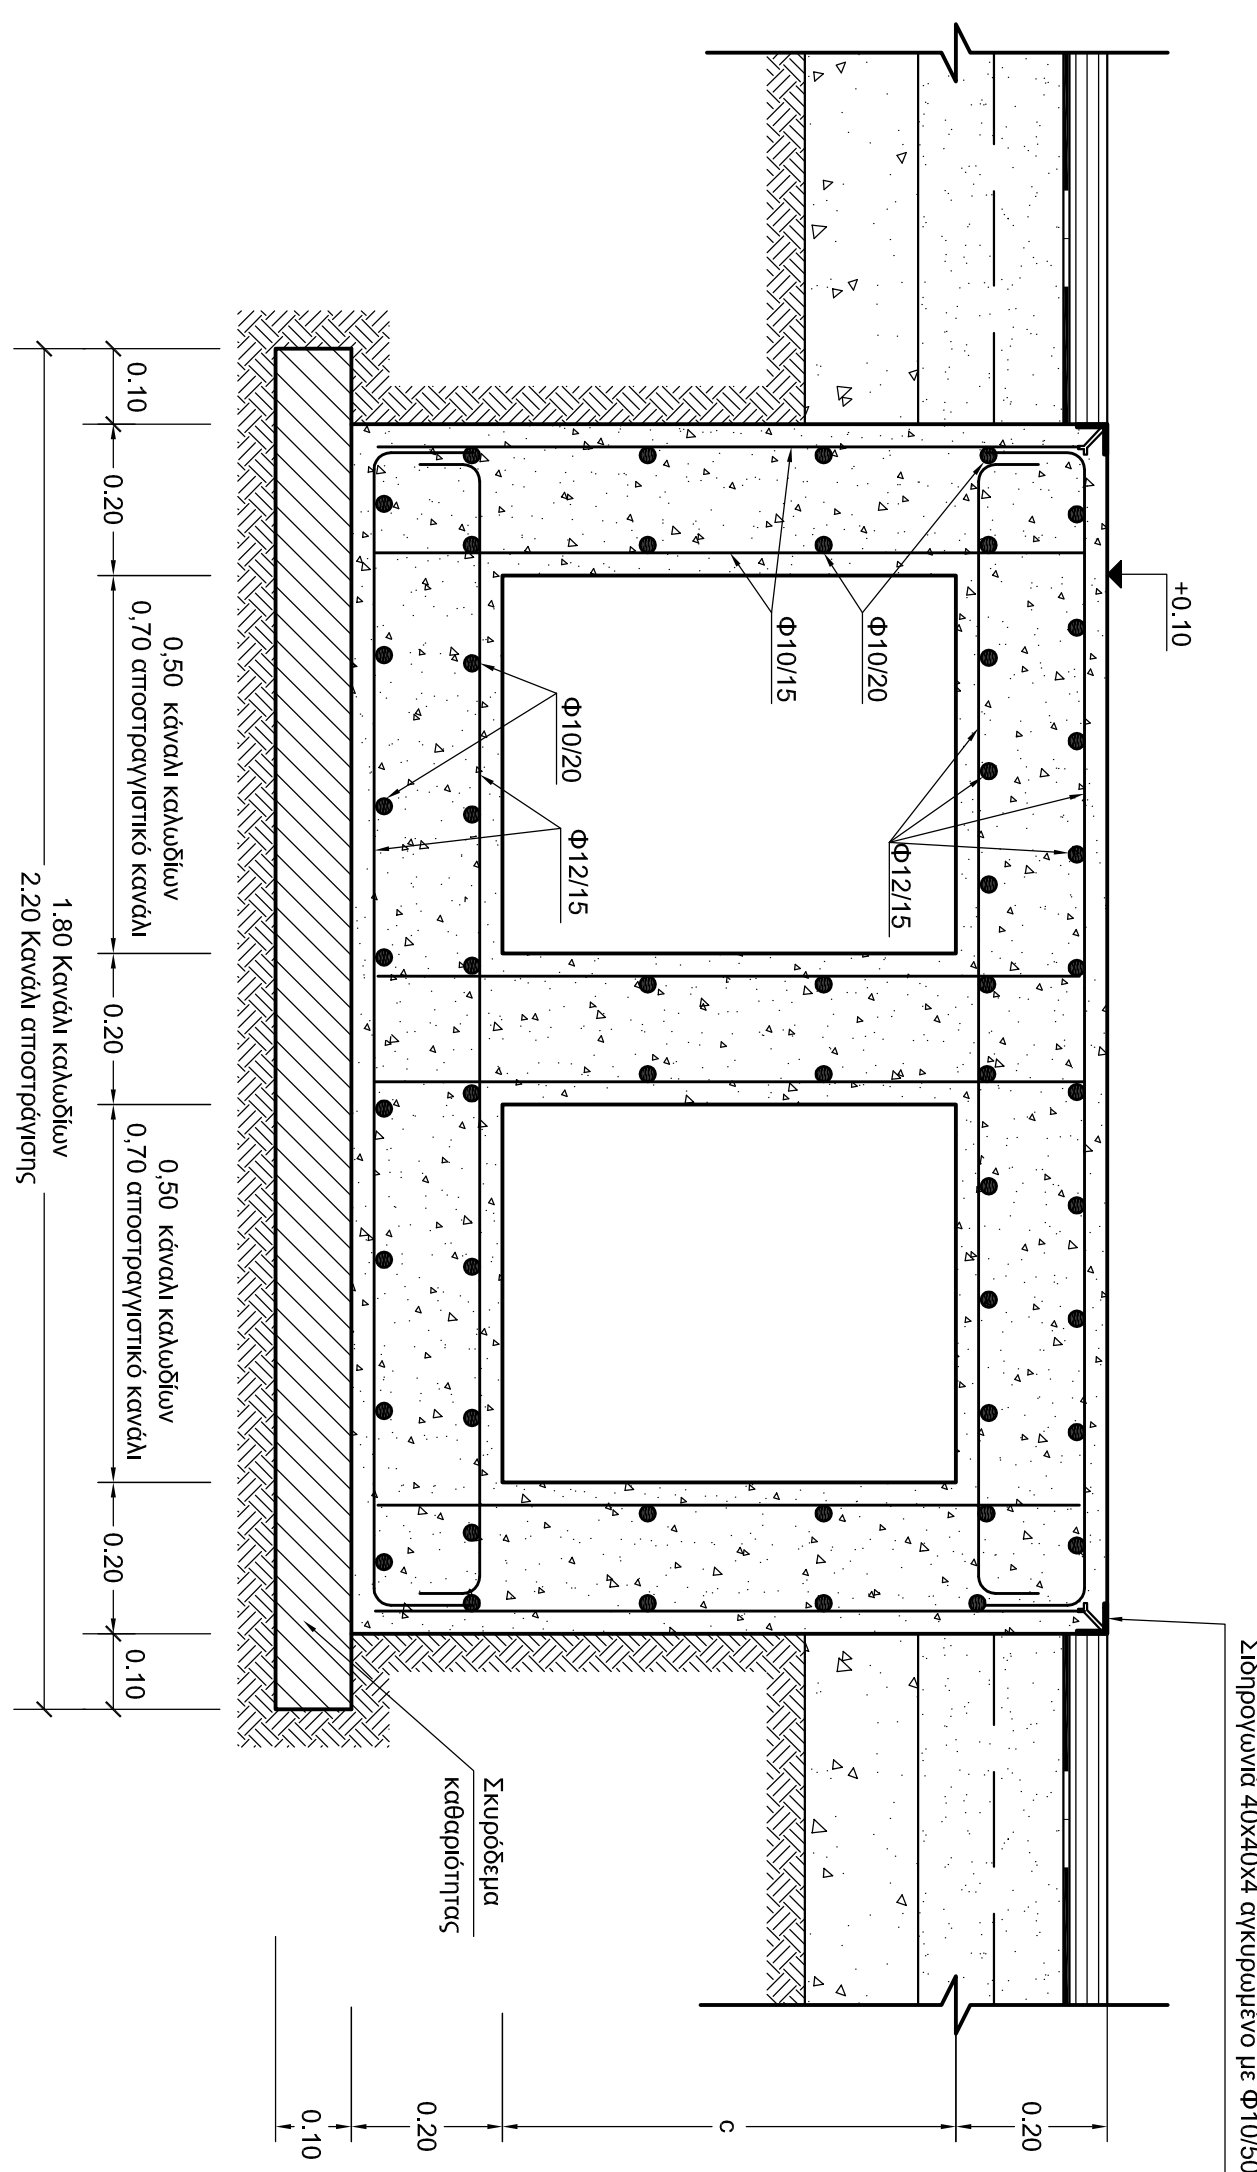 Σιδηρογωνιά 40x40x4 αγκυρωμένο με Φ10/50
+0.10
Φ10/20
Φ10/15
Φ12/15
Φ10/20
Φ12/15
Σκυρόδεμα
καθαριότητας
0.20
c
0.20
0.10
0.10
0.20
0,50 κάναλι καλωδίων
0,70 αποστραγγιστικό κανάλι
0.20
0,50 κάναλι καλωδίων
0,70 αποστραγγιστικό κανάλι
0.20
0.10
1.80 Κανάλι καλωδίων
2.20 Κανάλι αποστράγισης